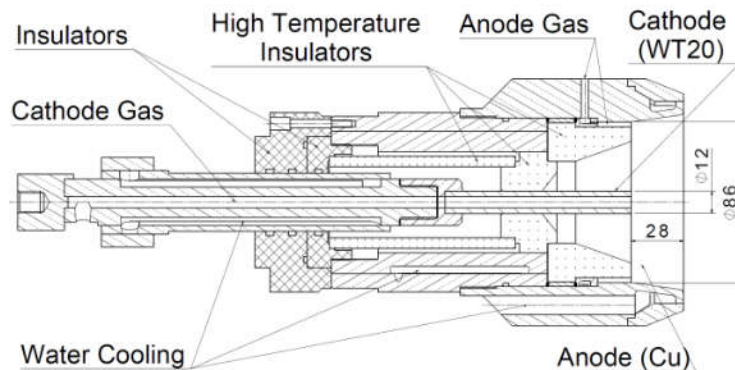 Insulators
High Temperature
Insulators
Anode Gas
Cathode
(WT20)
Cathode Gas
Φ12
Φ86
28
Water Cooling
Anode (Cu)